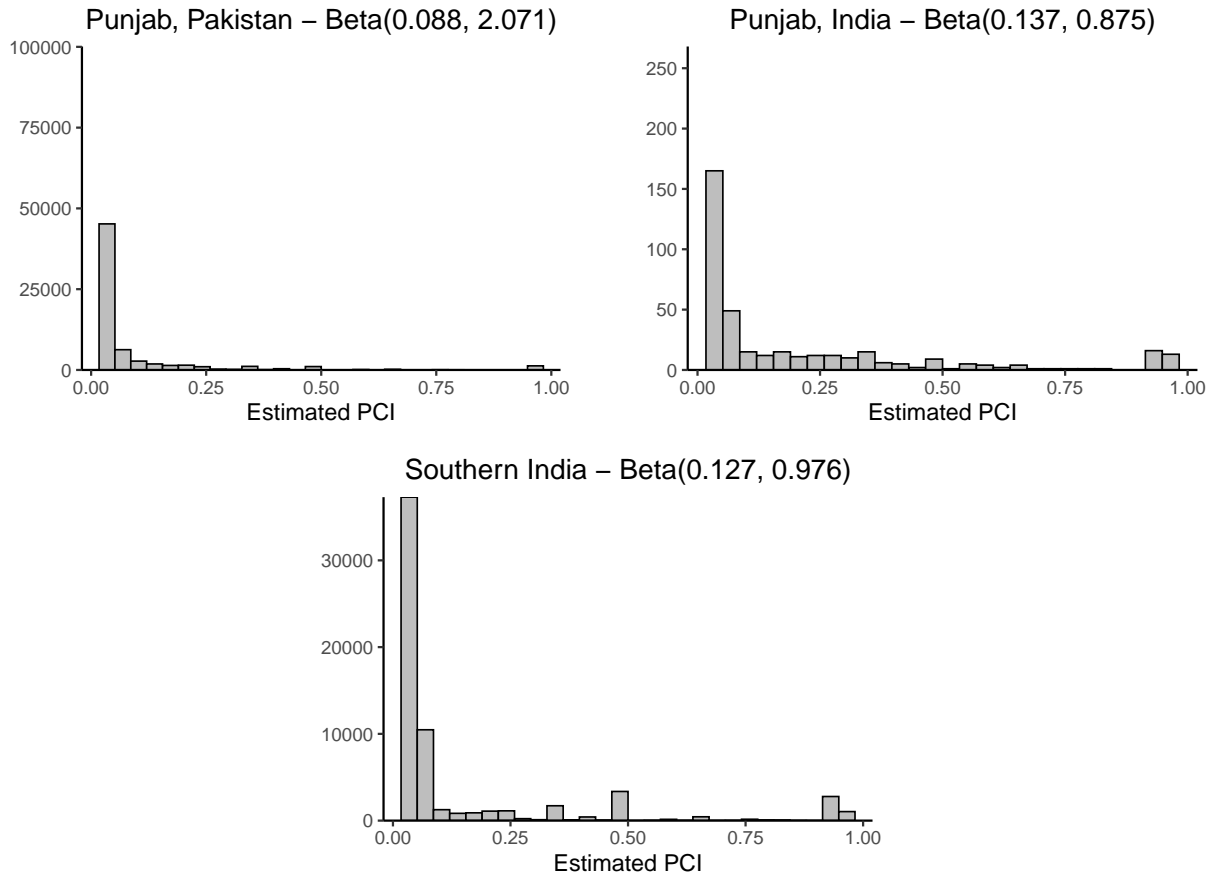 Punjab, Pakistan − Beta(0.088, 2.071)
100000
75000
50000
25000
0
0.00 0.25 0.50 0.75 1.00
Estimated PCI
Punjab, India − Beta(0.137, 0.875)
250
200
150
100
50
0
0.00 0.25 0.50 0.75 1.00
Estimated PCI
Southern India − Beta(0.127, 0.976)
30000
20000
10000
0
0.00 0.25 0.50 0.75 1.00
Estimated PCI